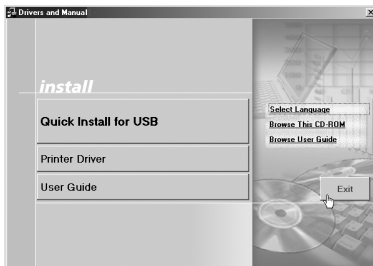 Drivers and Manual
install
Quick Install for USB
Printer Driver
User Guide
Select Language
Browse This CD-ROM
Browse User Guide
Exit